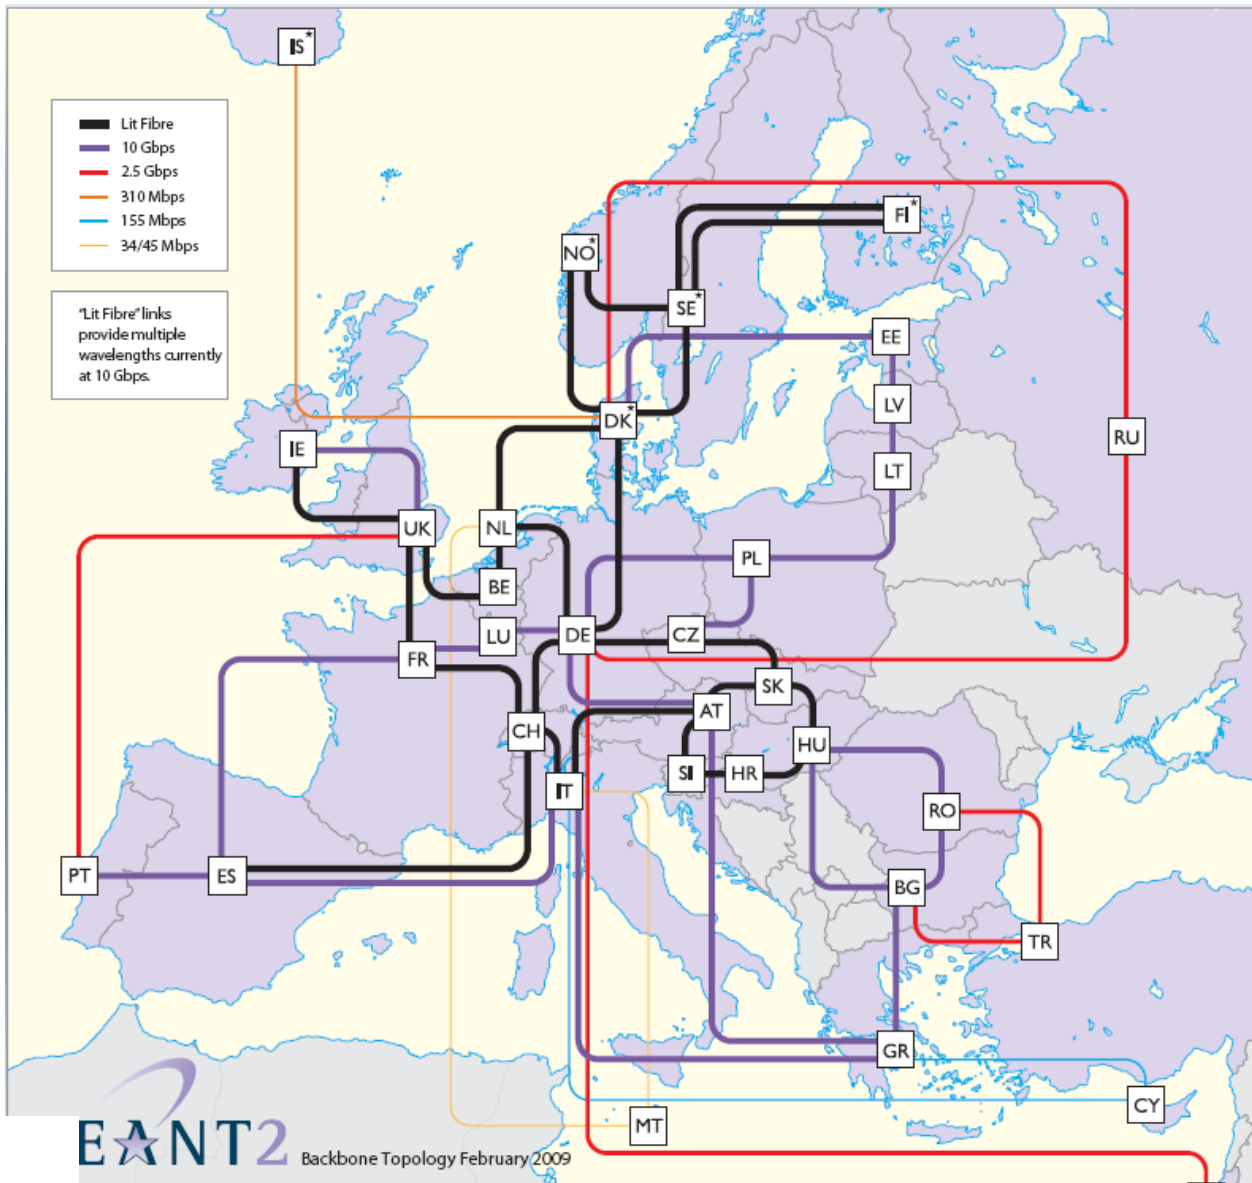 IS*
Lit Fibre
10 Gbps
2.5 Gbps
310 Mbps
155 Mbps
34/45 Mbps
"Lit Fibre" links
provide multiple
wavelengths currently
at 10 Gbps.
FI*
NO*
SE*
EE
LV
DK*
RU
IE
LT
UK
NL
PL
BE
LU
DE
CZ
FR
SK
AT
CH
HU
SI
HR
IT
RO
PT
ES
BG
TR
GR
CY
MT
EANT2
Backbone Topology February 2009